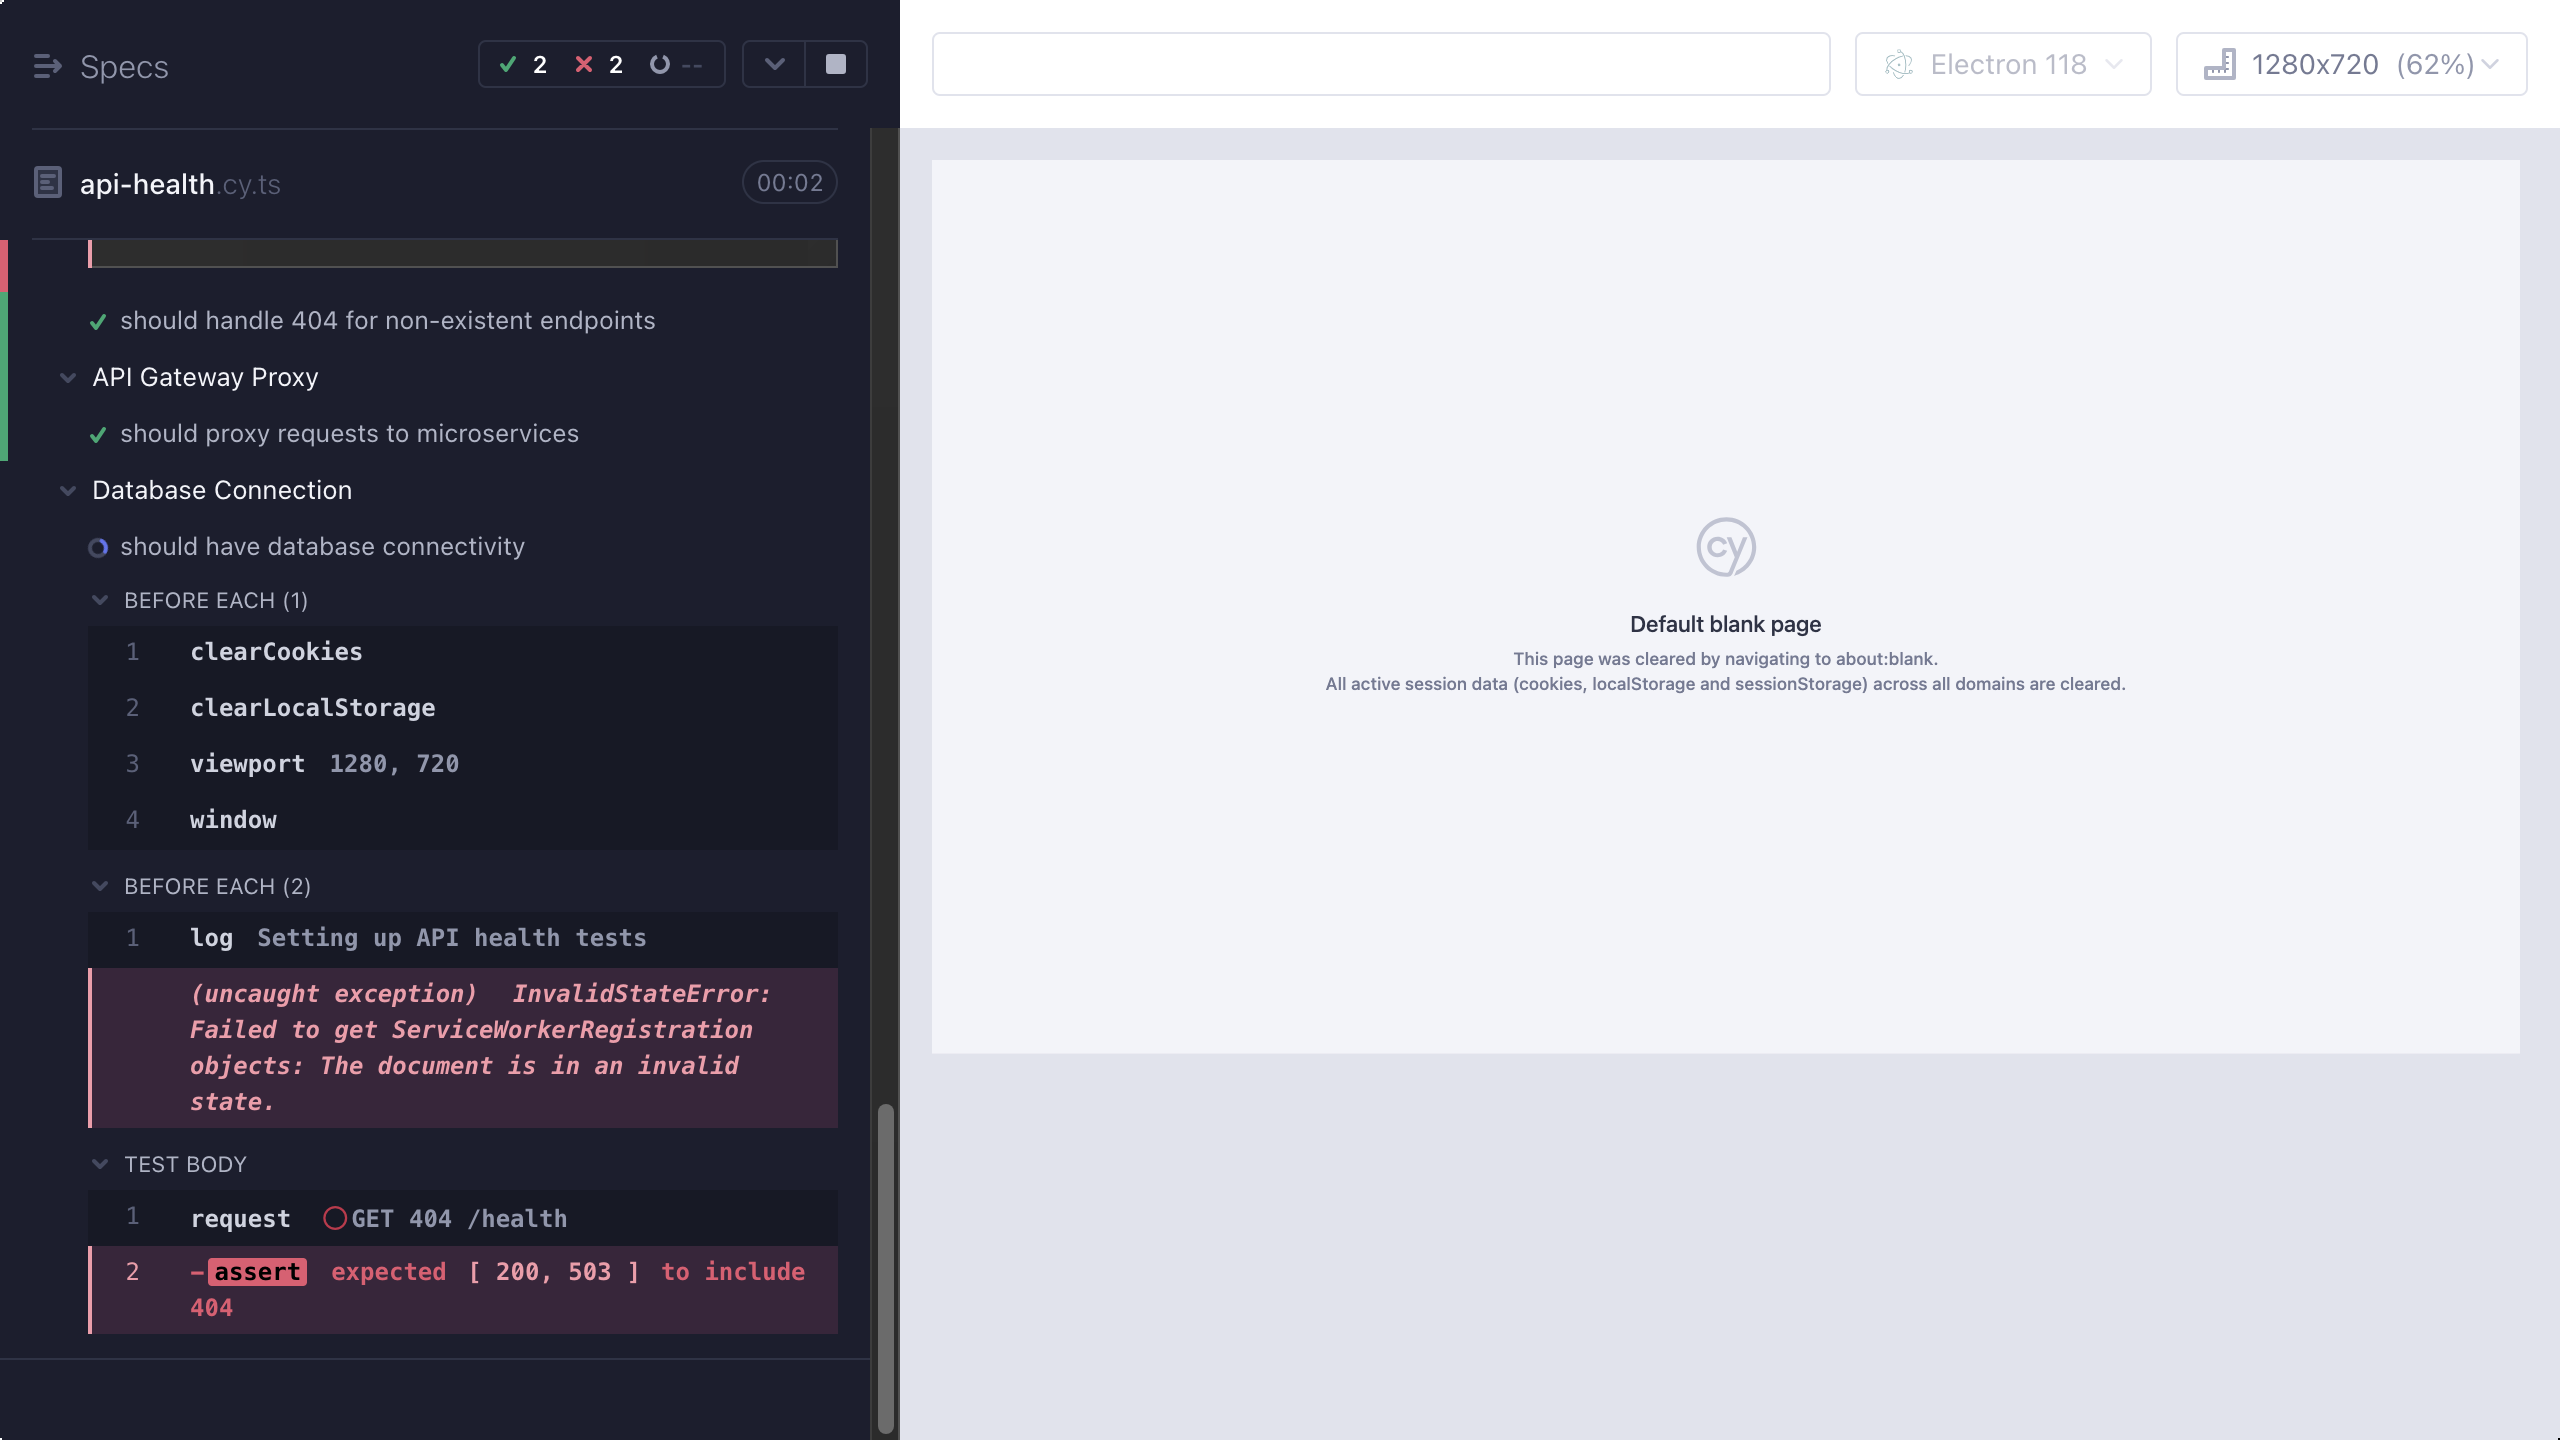 Specs
2 2 --
api-health.cy.ts
00:02
should handle 404 for non-existent endpoints
API Gateway Proxy
should proxy requests to microservices
Database Connection
should have database connectivity
BEFORE EACH (1)
1 clearCookies
2 clearLocalStorage
3 viewport 1280, 720
4 window
BEFORE EACH (2)
1 log Setting up API health tests
(uncaught exception) InvalidStateError:
Failed to get ServiceWorkerRegistration
objects: The document is in an invalid
state.
TEST BODY
1 request GET 404 /health
2 -assert expected [ 200, 503 ] to include
404
Electron 118
1280x720 (62%)
cy
Default blank page
This page was cleared by navigating to about:blank.
All active session data (cookies, localStorage and sessionStorage) across all domains are cleared.